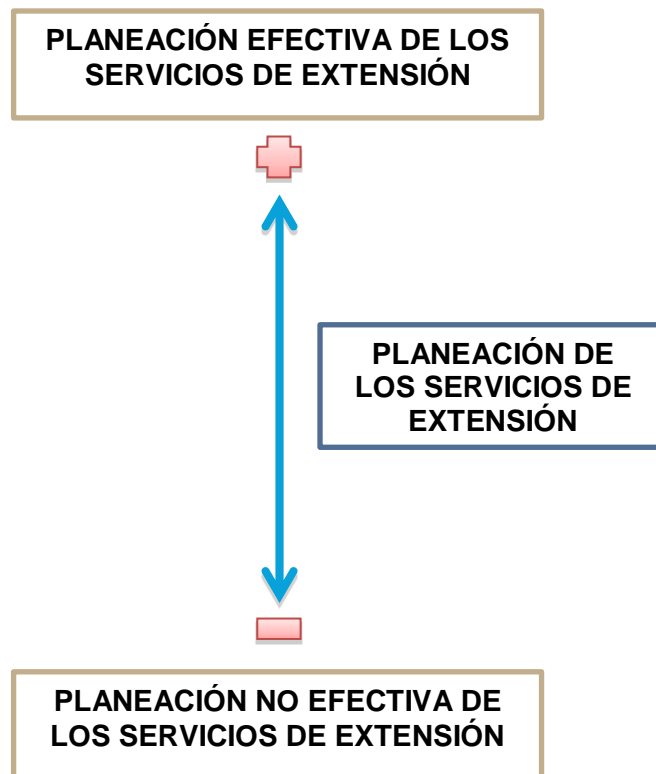 PLANEACIÓN EFECTIVA DE LOS
SERVICIOS DE EXTENSIÓN
PLANEACIÓN DE
LOS SERVICIOS DE
EXTENSIÓN
PLANEACIÓN NO EFECTIVA DE
LOS SERVICIOS DE EXTENSIÓN